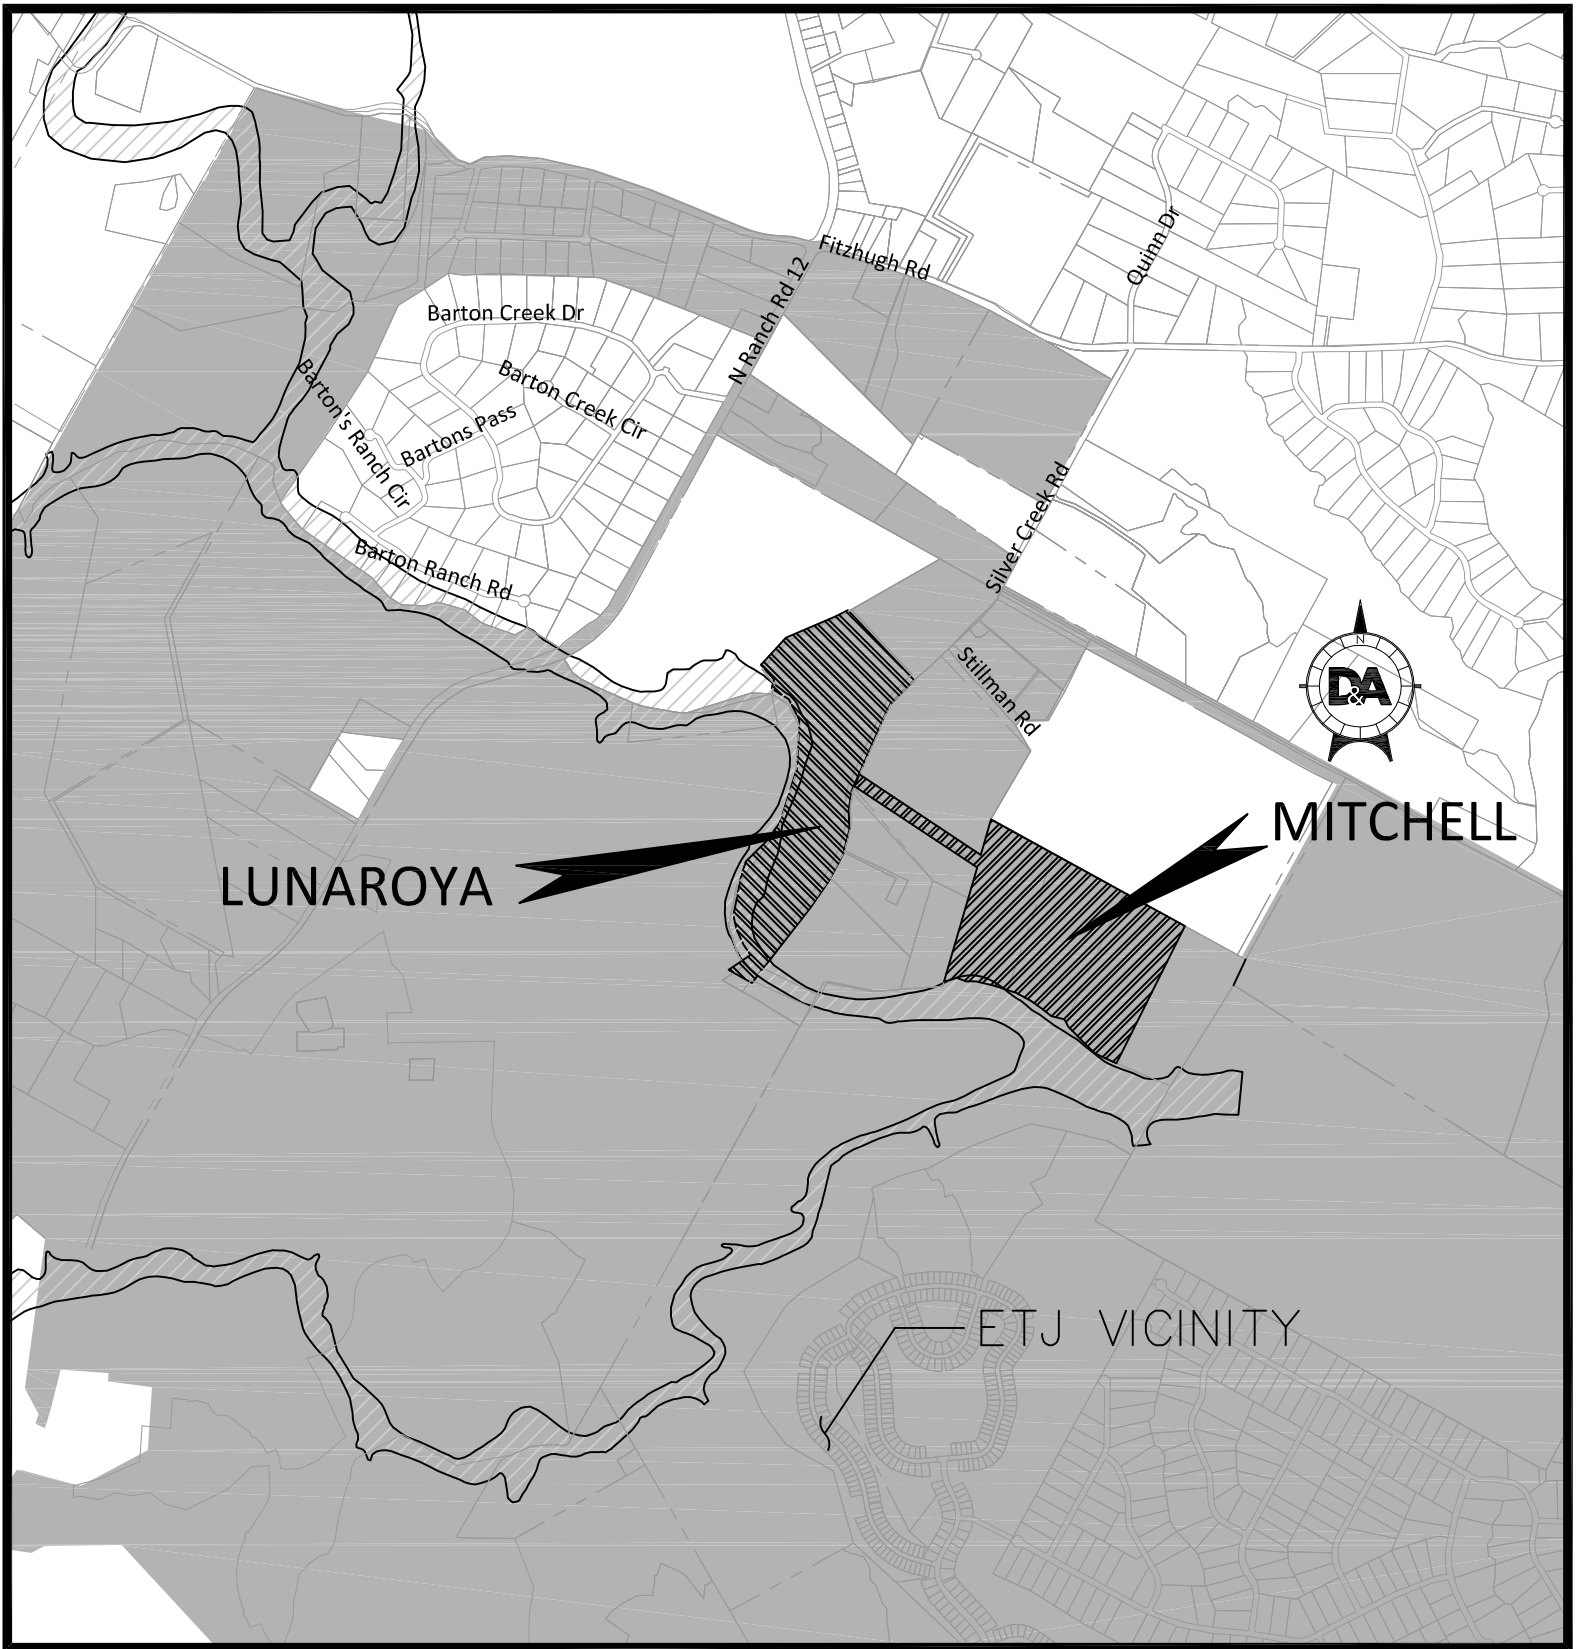 Fitzhugh Rd
Quinn Dr
N Ranch Rd 12
Barton Creek Dr
Barton Creek Cir
Barton's Ranch Cir
Bartons Pass
Silver Creek Rd
Barton Ranch Rd
N
Stillman Rd
D&A
MITCHELL
LUNAROYA
ETJ VICINITY